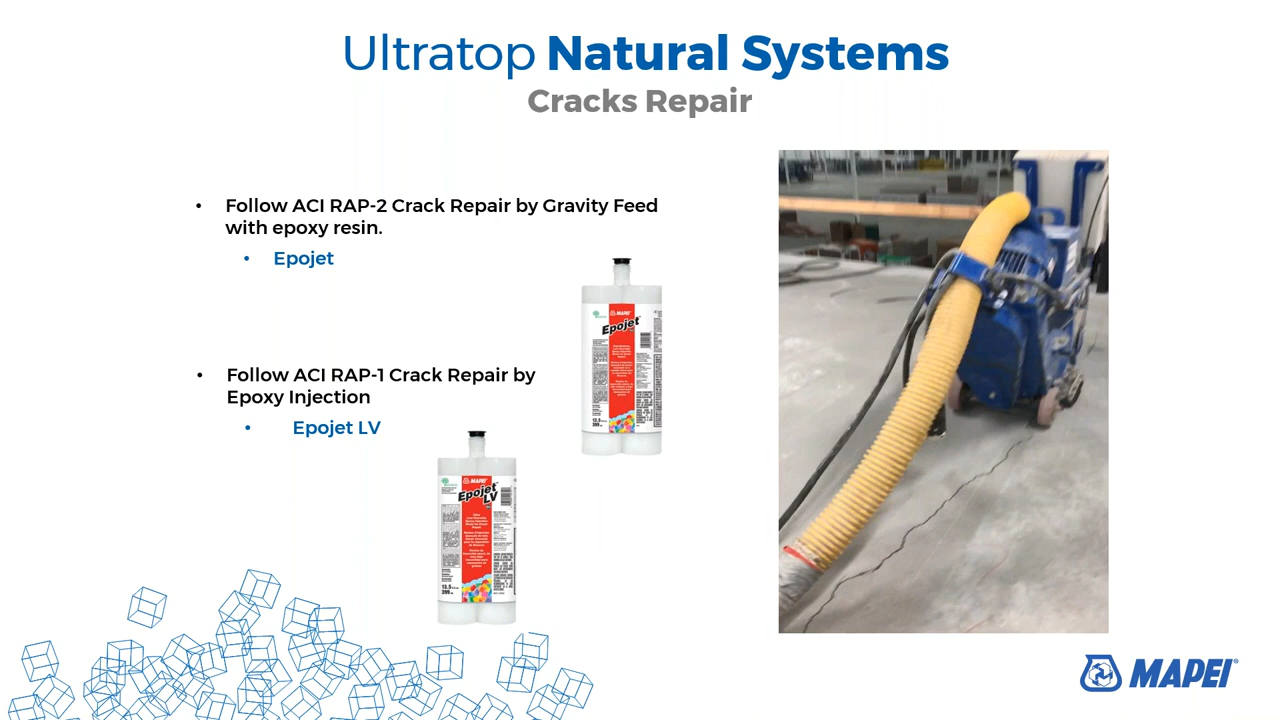 Ultratop Natural Systems
Cracks Repair
• Follow ACI RAP-2 Crack Repair by Gravity Feed
with epoxy resin.
• Epojet
MAPEI
Epojet
• Follow ACI RAP-1 Crack Repair by
Epoxy Injection
• Epojet LV
MAPEI
Epojet
LV
MAPEI®